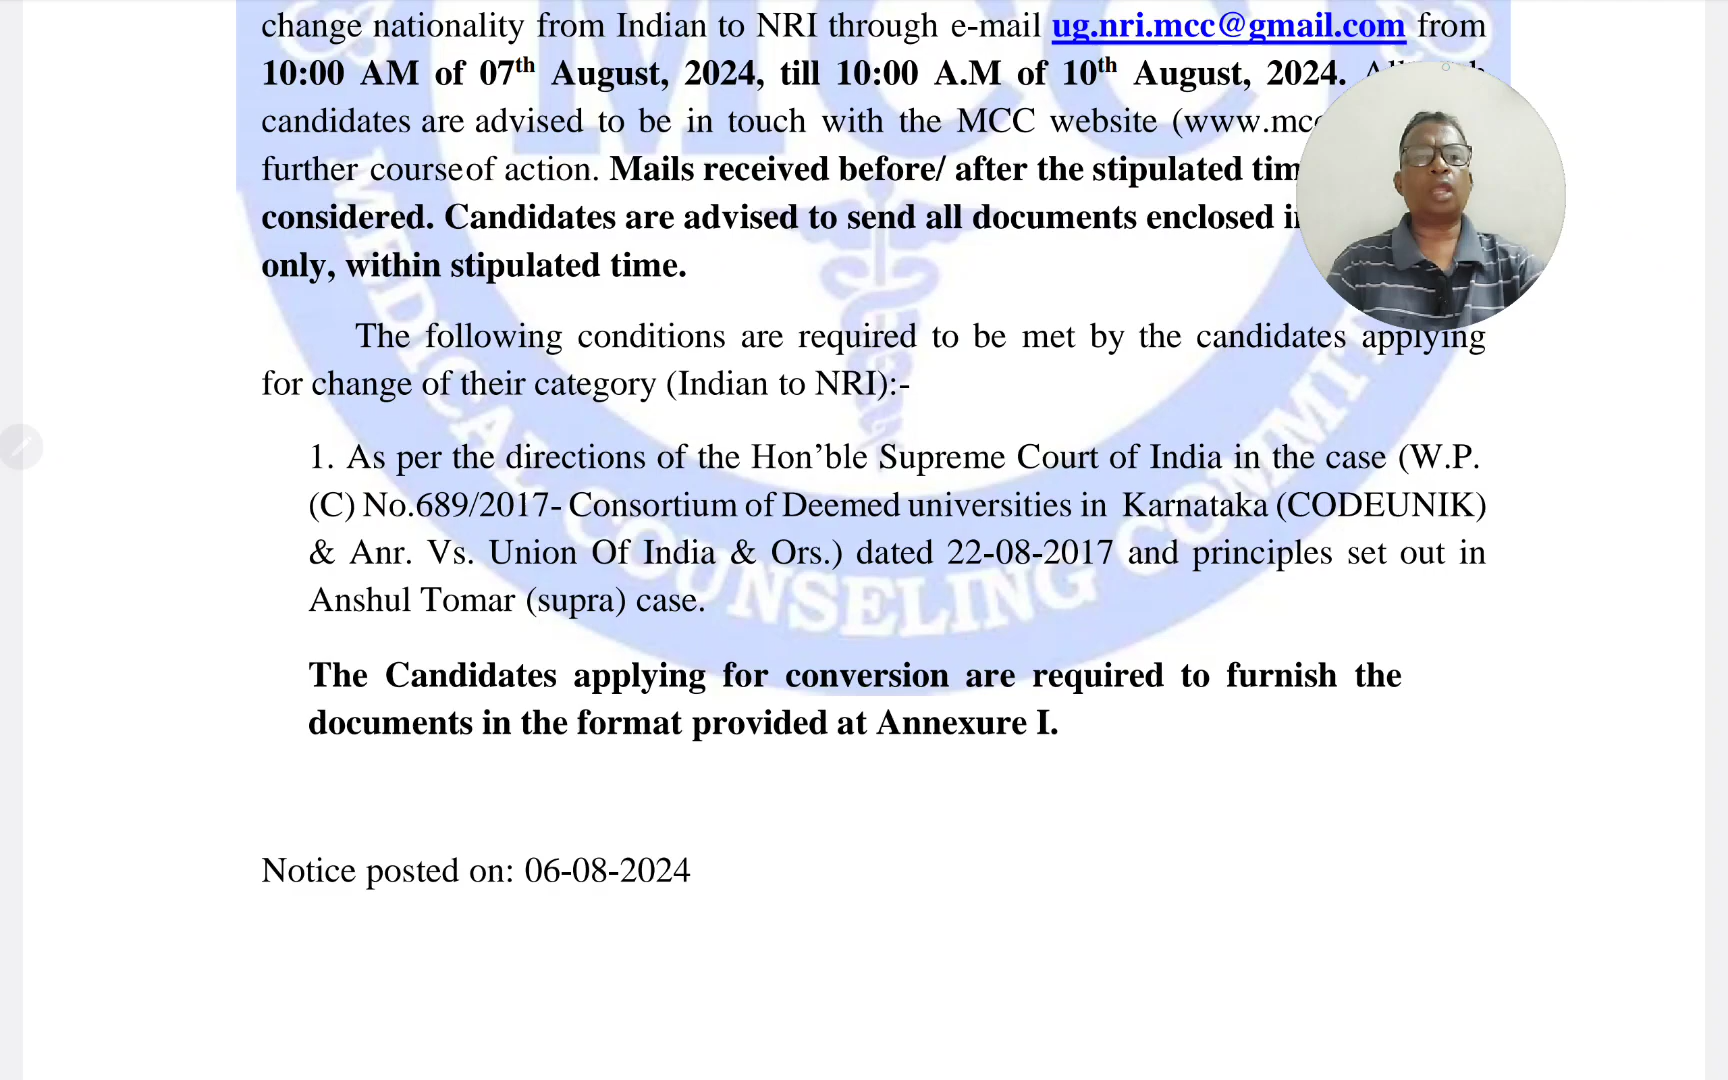 change nationality from Indian to NRI through e-mail ug.nri.mcc@gmail.com from
10:00 AM of 07th August, 2024, till 10:00 A.M of 10th August, 2024.
candidates are advised to be in touch with the MCC website (www.mcc
further courseof action. Mails received before/ after the stipulated
considered. Candidates are advised to send all documents enclosed
only, within stipulated time.
The following conditions are required to be met by the candidates applying
for change of their category (Indian to NRI):-
1. As per the directions of the Hon’ble Supreme Court of India in the case (W.P.
(C) No.689/2017- Consortium of Deemed universities in Karnataka (CODEUNIK)
& Anr. Vs. Union Of India & Ors.) dated 22-08-2017 and principles set out in
Anshul Tomar (supra) case.
The Candidates applying for conversion are required to furnish the
documents in the format provided at Annexure I.
Notice posted on: 06-08-2024
MCC
MEDICAL COUNSELING